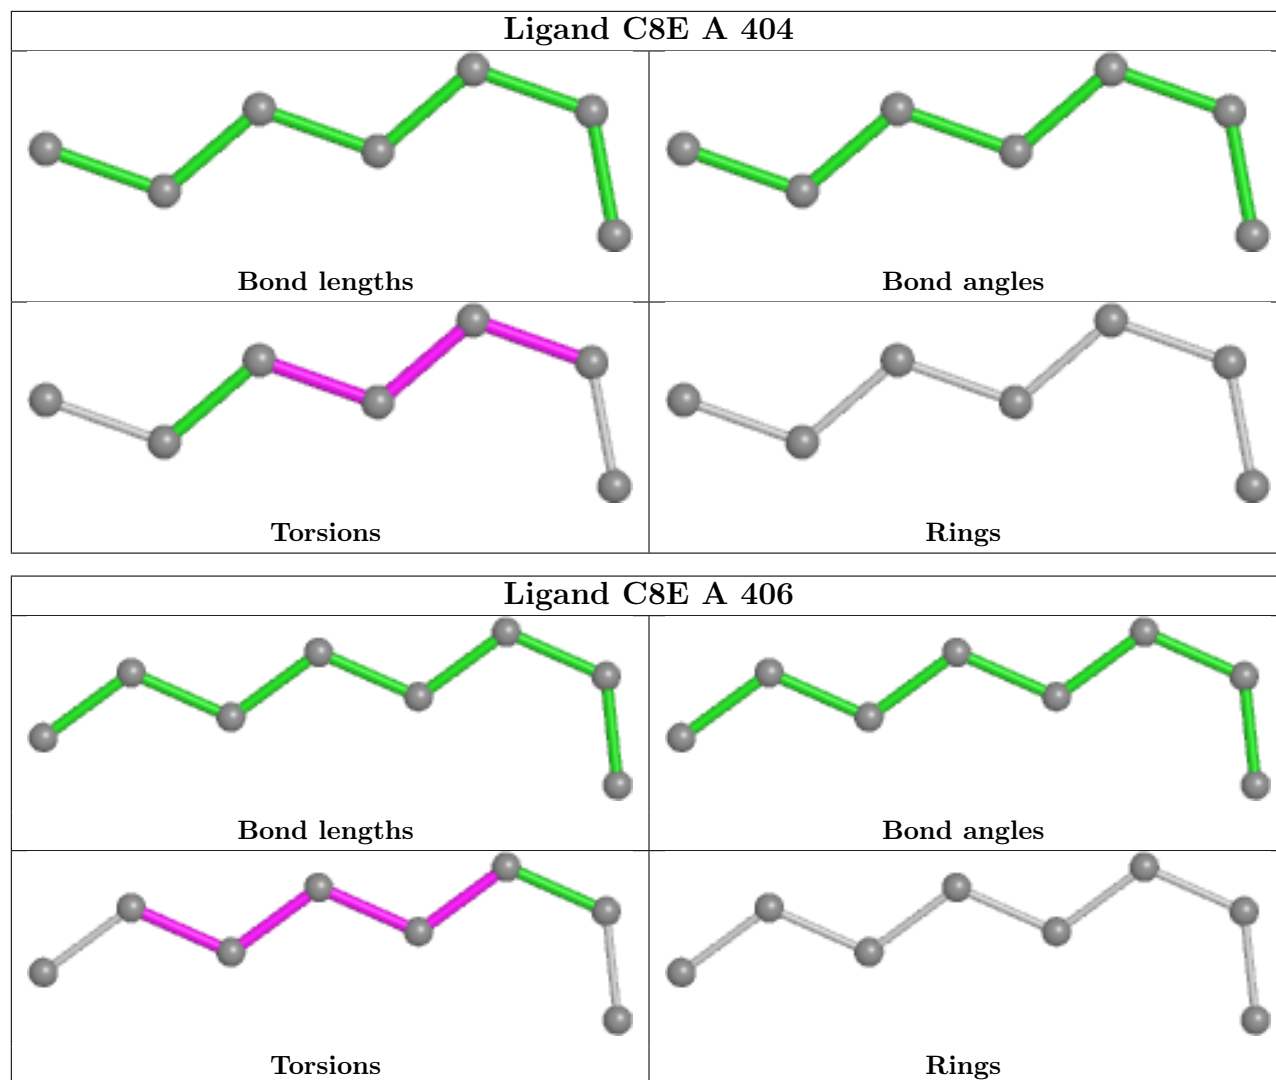 Ligand C8E A 404
Bond lengths
Bond angles
Torsions
Rings
Ligand C8E A 406
Bond lengths
Bond angles
Torsions
Rings